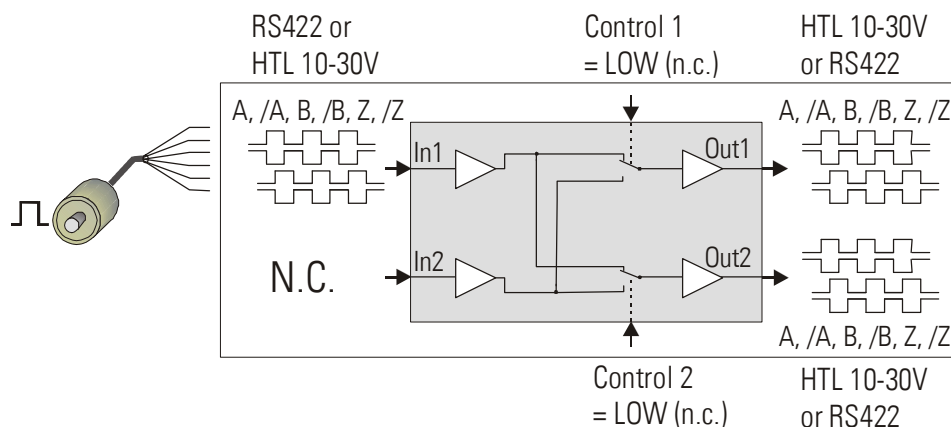 RS422 or
HTL 10-30V
Control 1
= LOW (n.c.)
HTL 10-30V
or RS422
A, /A, B, /B, Z, /Z
A, /A, B, /B, Z, /Z
In1
Out1
In2
Out2
N.C.
A, /A, B, /B, Z, /Z
Control 2
= LOW (n.c.)
HTL 10-30V
or RS422